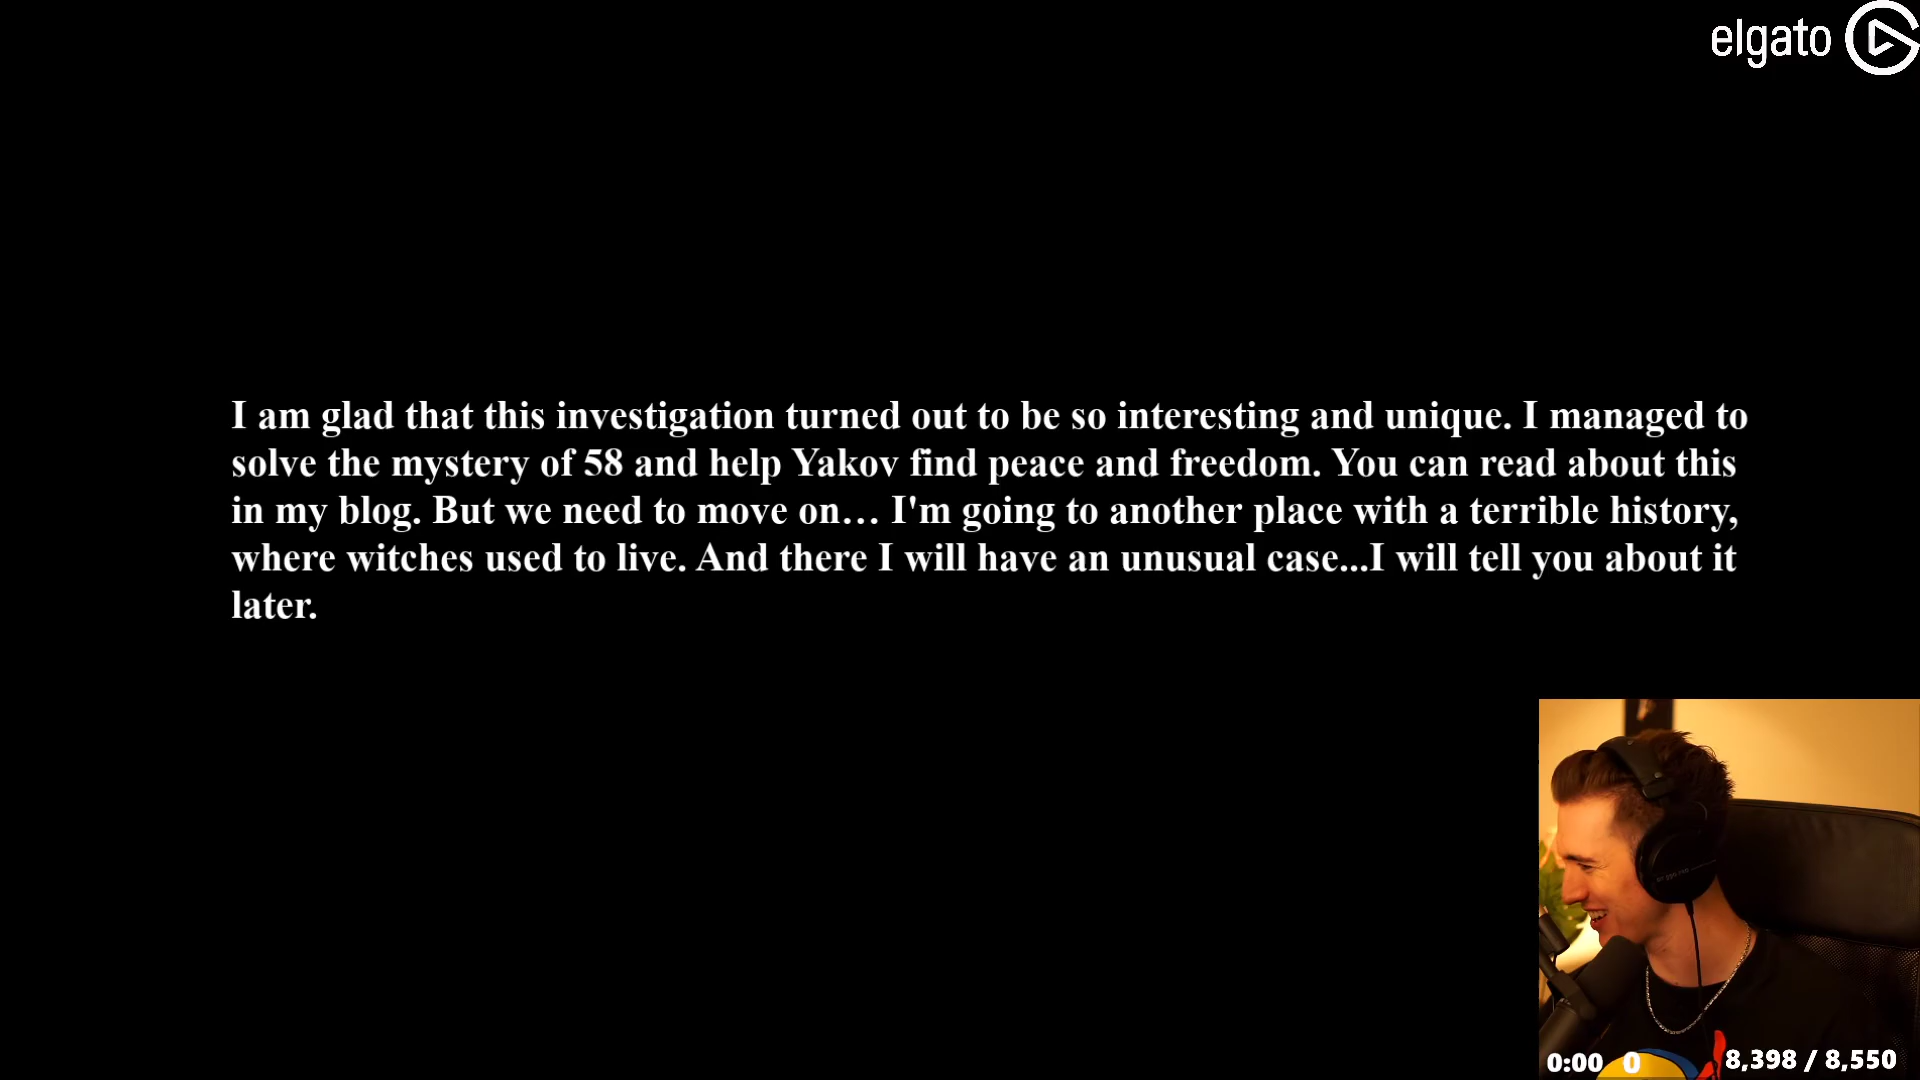 elgato
I am glad that this investigation turned out to be so interesting and unique. I managed to
solve the mystery of 58 and help Yakov find peace and freedom. You can read about this
in my blog. But we need to move on… I'm going to another place with a terrible history,
where witches used to live. And there I will have an unusual case...I will tell you about it
later.
0:00 0 8,398 / 8,550